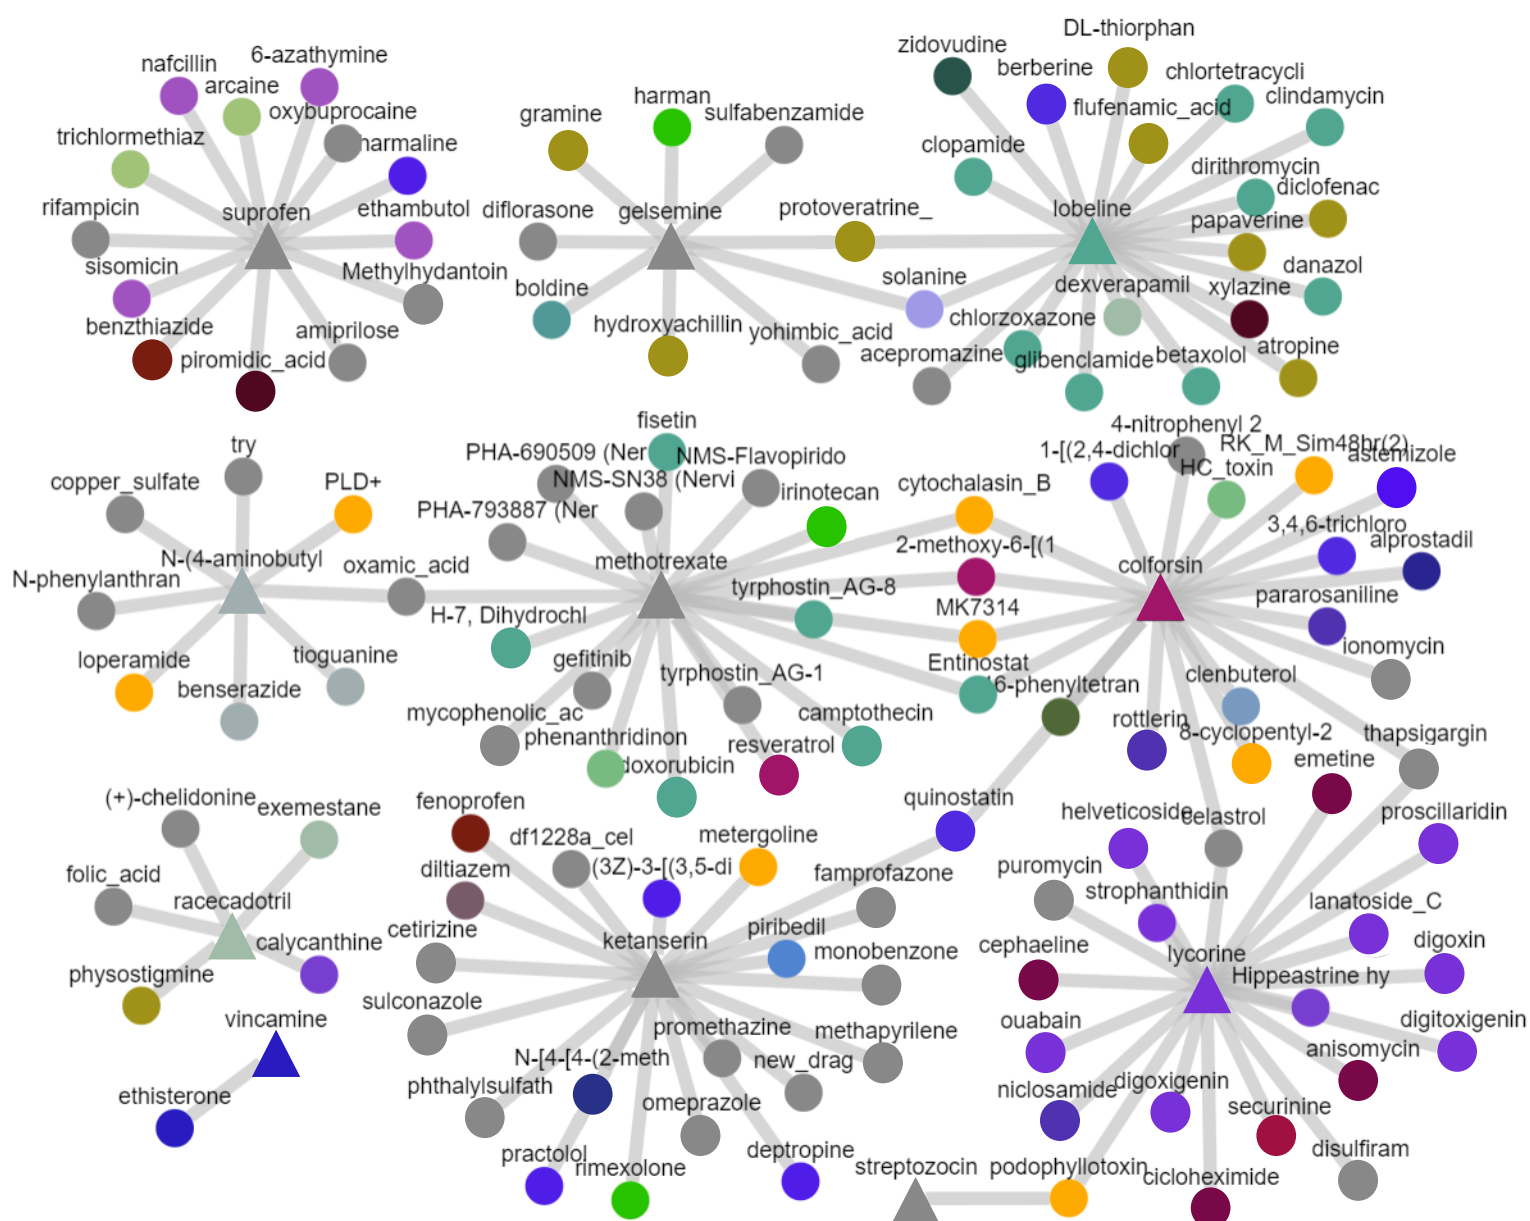 DL-thiorphan
zidovudine
6-azathymine
nafcillin
berberine
chlortetracycli
arcaine
harman
clindamycin
oxybuprocaine
gramine
sulfabenzamide
flufenamic_acid
trichlormethiaz
harmaline
clopamide
dirithromycin
diclofenac
rifampicin
suprofen
ethambutol
diflorasone
gelsemine
protoveratrine_
lobeline
papaverine
sisomicin
Methylhydantoin
boldine
solanine
dexverapamil
xylazine
danazol
benzthiazide
amiprilose
hydroxyachillin
yohimbic_acid
chlorzoxazone
piromidic_acid
acepromazine
glibenclamide
betaxolol
atropine
fisetin
4-nitrophenyl 2
try
PHA-690509 (Ner
NMS-Flavopirido
1-[(2,4-dichlor
RK_M_Sim48hr(2)
astemizole
copper_sulfate
PLD+
NMS-SN38 (Nervi
irinotecan
cytochalasin_B
HC_toxin
PHA-793887 (Ner
3,4,6-trichloro
alprostadil
N-(4-aminobutyl
oxamic_acid
methotrexate
2-methoxy-6-[(1
colforsin
N-phenylanthran
tyrphostin_AG-8
MK7314
pararosaniline
H-7, Dihydrochl
ionomycin
loperamide
tioguanine
gefitinib
tyrphostin_AG-1
Entinostat
6-phenyltetran
clenbuterol
benserazide
mycophenolic_ac
camptothecin
rottlerin
phenanthridinon
resveratrol
8-cyclopentyl-2
thapsigargin
doxorubicin
emetine
(+)-chelidonine
exemestane
fenoprofen
quinostatin
helveticoside
celastrol
proscillaridin
df1228a_cel
metergoline
folic_acid
diltiazem
(3Z)-3-[(3,5-di
famprofazone
puromycin
racecadotril
strophanthidin
lanatoside_C
calycanthine
cetirizine
ketanserin
piribedil
monobenzone
cephaeline
lycorine
digoxin
physostigmine
sulconazole
Hippeastrine hy
vincamine
promethazine
methapyrilene
ouabain
digitoxigenin
N-[4-[4-(2-meth
new_drag
anisomycin
ethisterone
phthalylsulfath
omeprazole
niclosamide
digoxigenin
securinine
practolol
rimexolone
deptropine
streptozocin
podophyllotoxin
cicloheximide
disulfiram